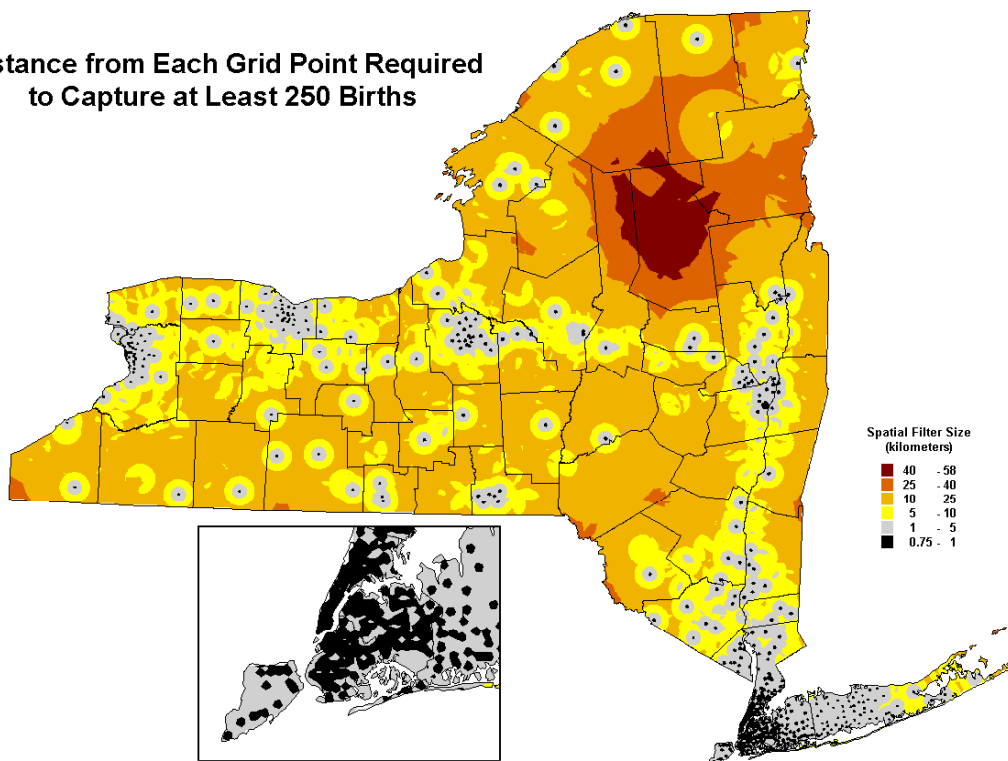 stance from Each Grid Point Required
to Capture at Least 250 Births
Spatial Filter Size
(kilometers)
40 - 58
25 - 40
10 25
5 - 10
1 - 5
0.75 - 1